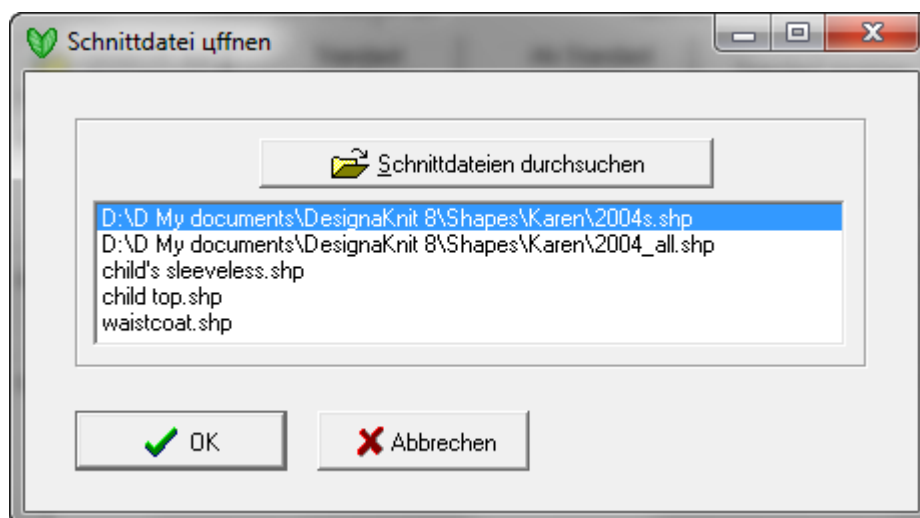 Schnittdatei цffnen
Schnittdateien durchsuchen
D:\D My documents\DesignaKnit 8\Shapes\Karen\2004s.shp
D:\D My documents\DesignaKnit 8\Shapes\Karen\2004_all.shp
child's sleeveless.shp
child top.shp
waistcoat.shp
OK
Abbrechen